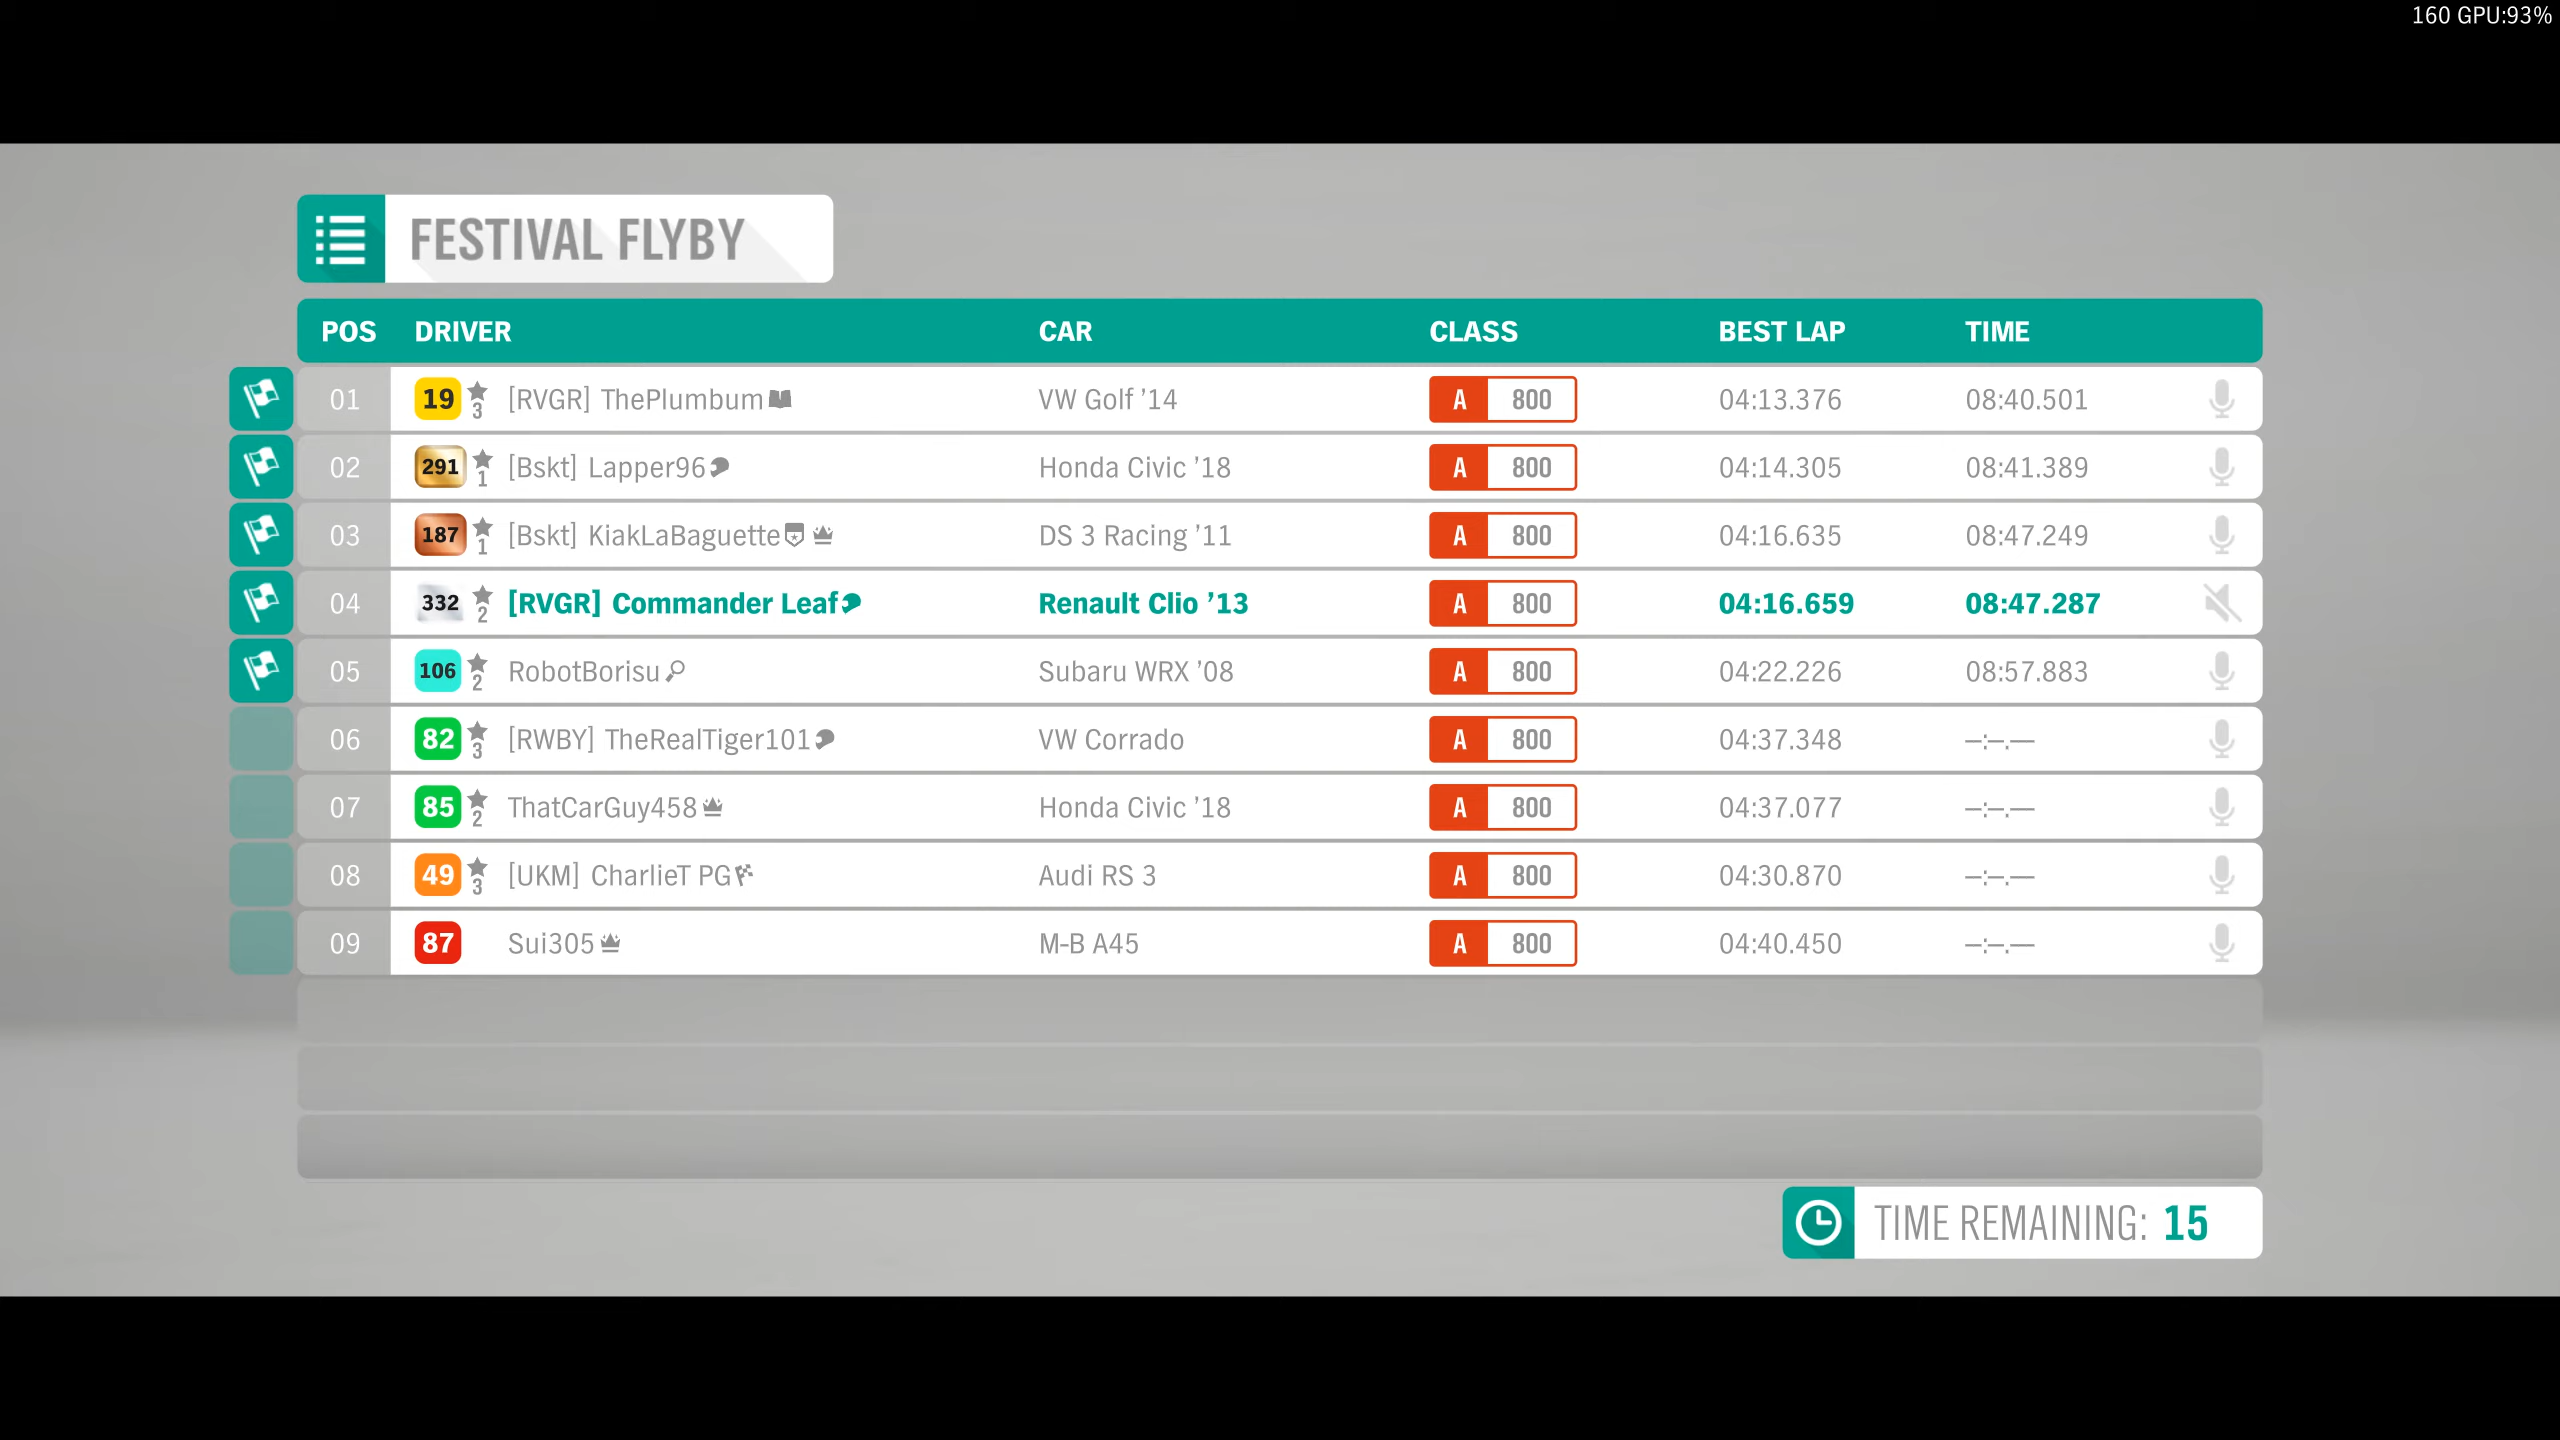 160 GPU:93%
FESTIVAL FLYBY
POS DRIVER CAR CLASS BEST LAP TIME
01 19 3 [RVGR] ThePlumbum VW Golf ’14 A 800 04:13.376 08:40.501
02 291 1 [Bskt] Lapper96 Honda Civic ’18 A 800 04:14.305 08:41.389
03 187 1 [Bskt] KiakLaBaguette DS 3 Racing ’11 A 800 04:16.635 08:47.249
04 332 2 [RVGR] Commander Leaf Renault Clio ’13 A 800 04:16.659 08:47.287
05 106 2 RobotBorisu Subaru WRX ’08 A 800 04:22.226 08:57.883
06 82 3 [RWBY] TheRealTiger101 VW Corrado A 800 04:37.348 –:–.––
07 85 2 ThatCarGuy458 Honda Civic ’18 A 800 04:37.077 –:–.––
08 49 3 [UKM] CharlieT PG Audi RS 3 A 800 04:30.870 –:–.––
09 87 Sui305 M-B A45 A 800 04:40.450 –:–.––
TIME REMAINING: 15